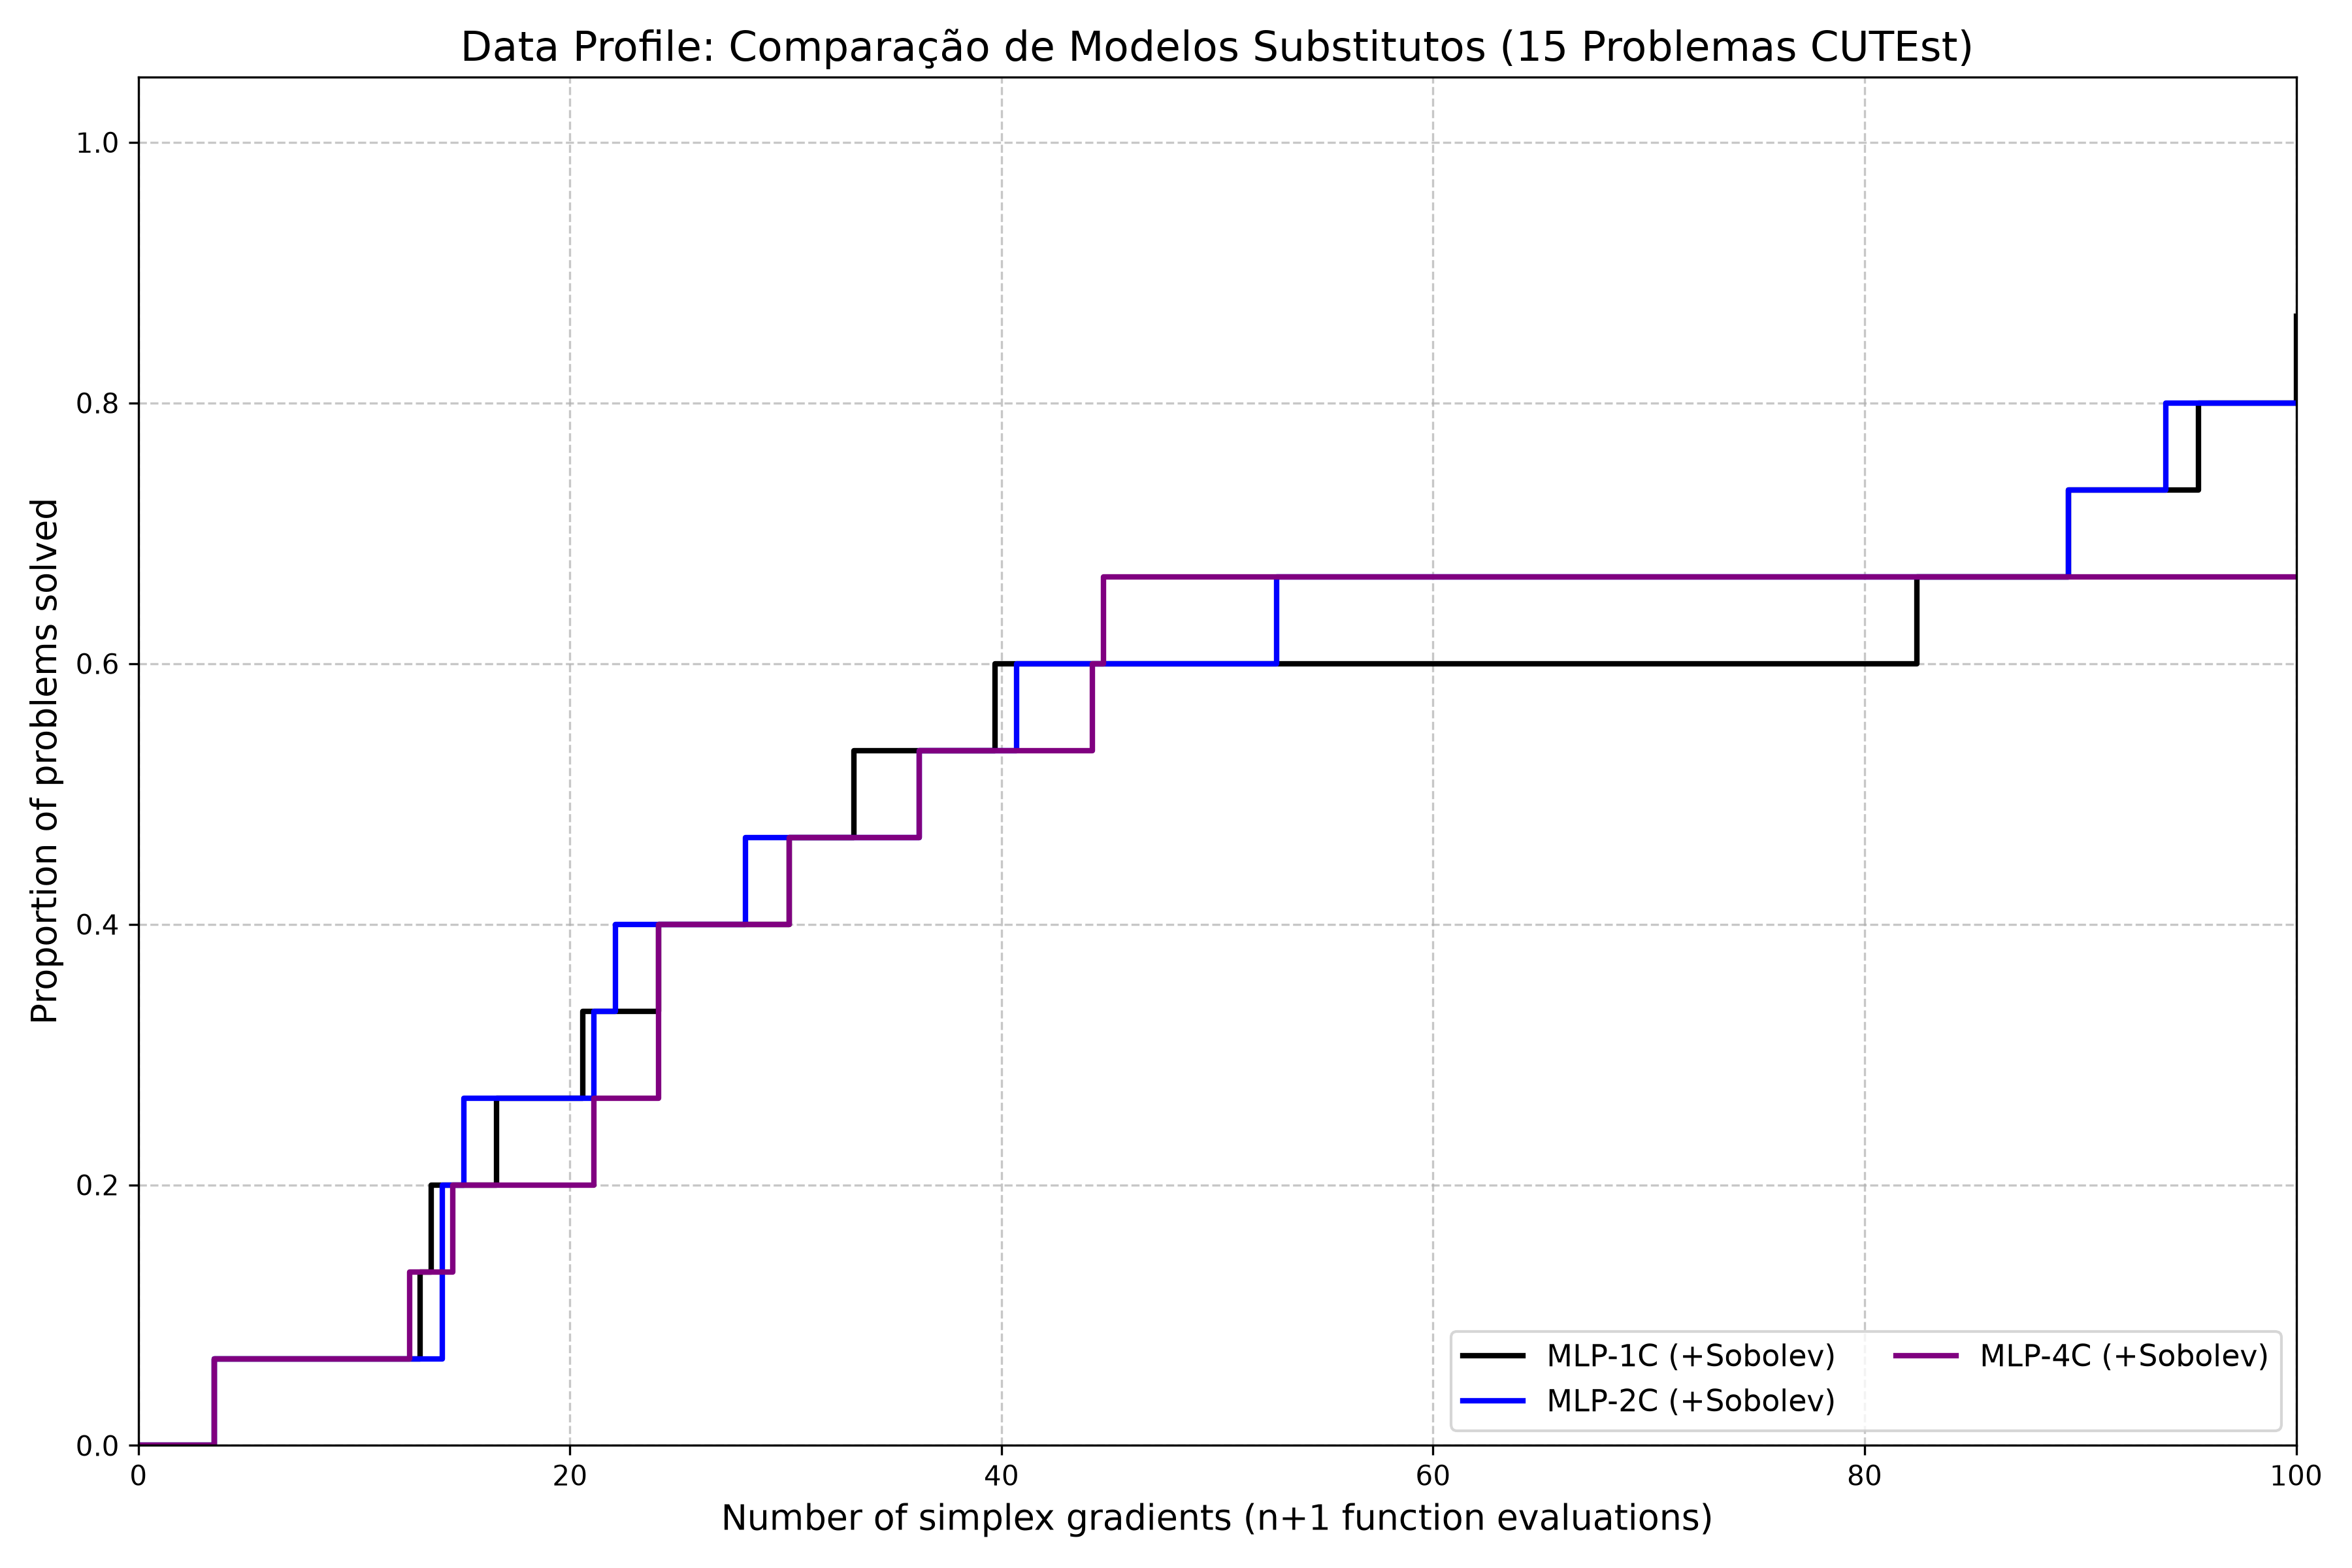 Data Profile: Comparação de Modelos Substitutos (15 Problemas CUTEst)
Proportion of problems solved
1.0
0.8
0.6
0.4
0.2
0.0
0 20 40 60 80 100
Number of simplex gradients (n+1 function evaluations)
MLP-1C (+Sobolev)
MLP-2C (+Sobolev)
MLP-4C (+Sobolev)